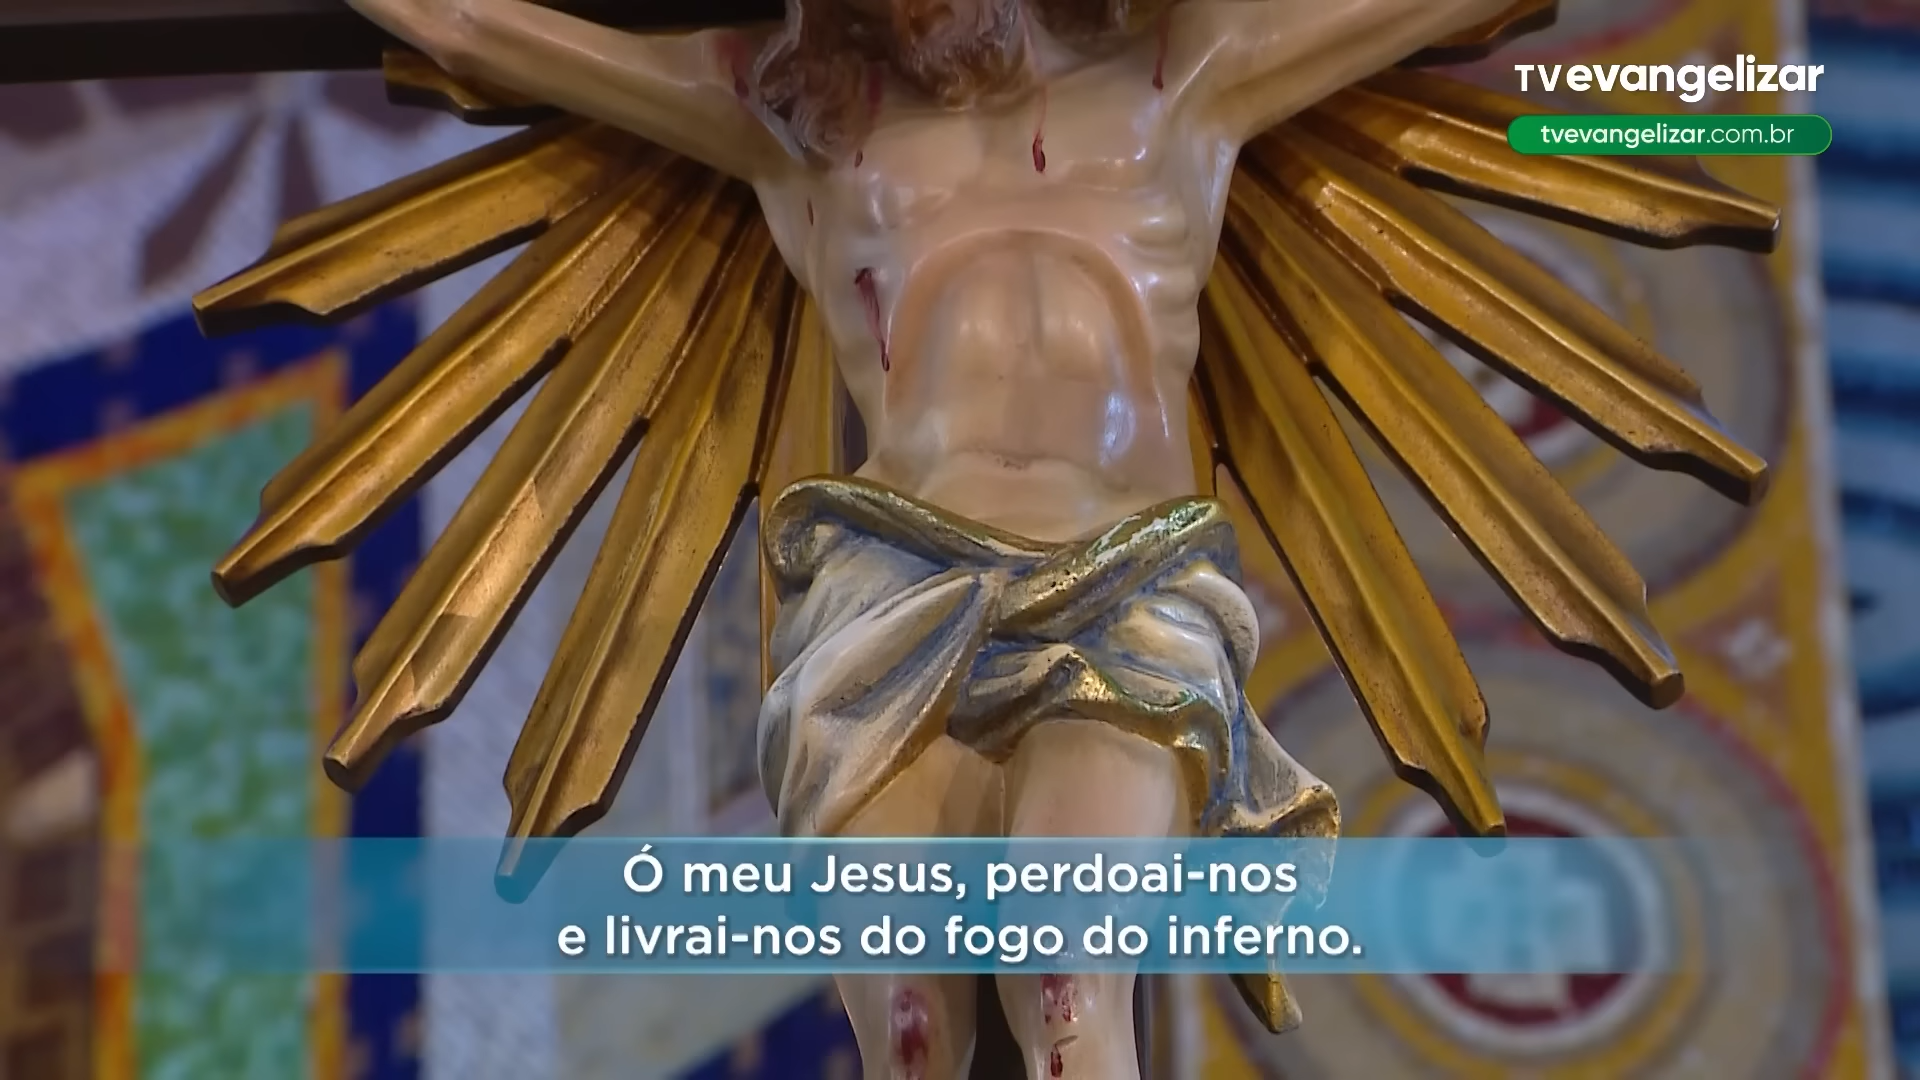 TVevangelizar
tvevangelizar.com.br
Ó meu Jesus, perdoai-nos
e livrai-nos do fogo do inferno.